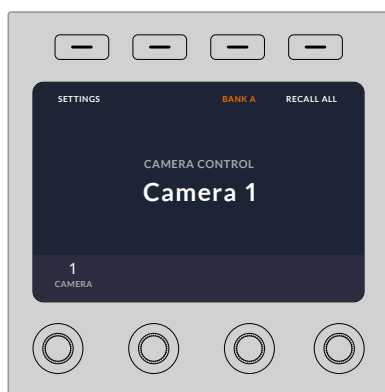 SETTINGS BANK A RECALL ALL
CAMERA CONTROL
Camera 1
1
CAMERA